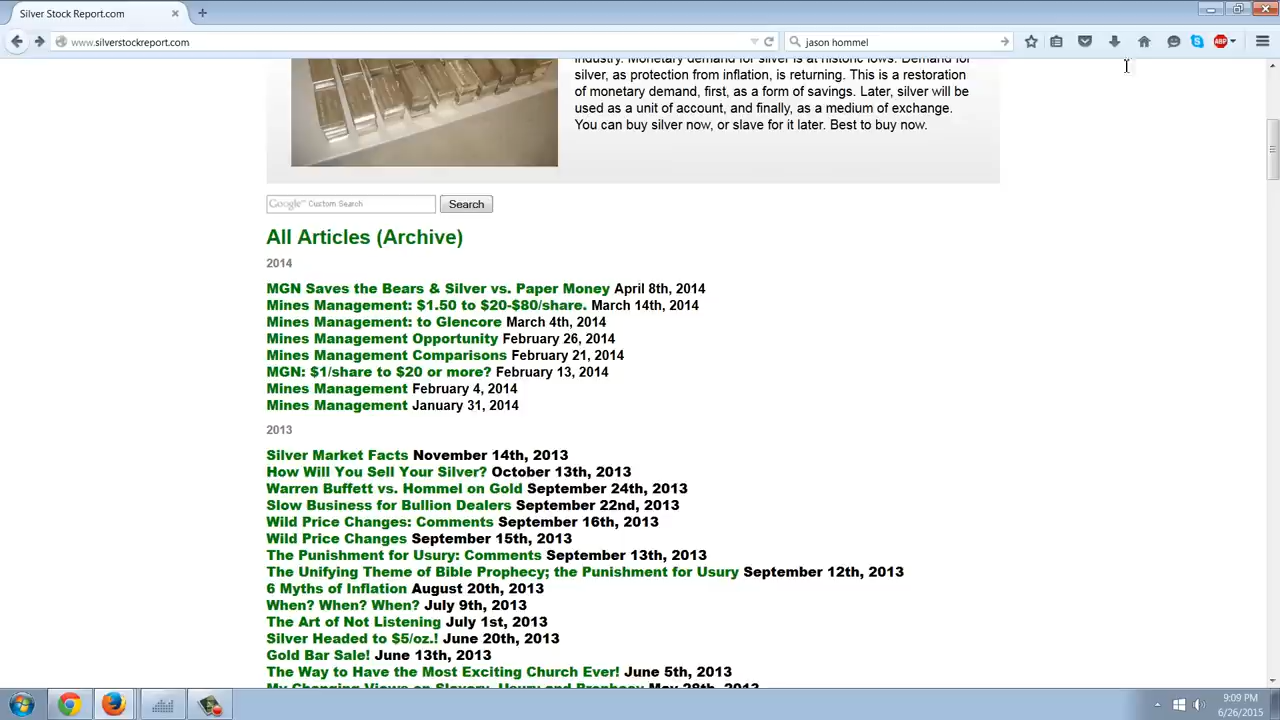 Silver Stock Report.com
www.silverstockreport.com
jason hommel
ABP
industry. Monetary demand for silver is at historic lows. Demand for
silver, as protection from inflation, is returning. This is a restoration
of monetary demand, first, as a form of savings. Later, silver will be
used as a unit of account, and finally, as a medium of exchange.
You can buy silver now, or slave for it later. Best to buy now.
Google™ Custom Search
Search
All Articles (Archive)
2014
MGN Saves the Bears & Silver vs. Paper Money April 8th, 2014
Mines Management: $1.50 to $20-$80/share. March 14th, 2014
Mines Management: to Glencore March 4th, 2014
Mines Management Opportunity February 26, 2014
Mines Management Comparisons February 21, 2014
MGN: $1/share to $20 or more? February 13, 2014
Mines Management February 4, 2014
Mines Management January 31, 2014
2013
Silver Market Facts November 14th, 2013
How Will You Sell Your Silver? October 13th, 2013
Warren Buffett vs. Hommel on Gold September 24th, 2013
Slow Business for Bullion Dealers September 22nd, 2013
Wild Price Changes: Comments September 16th, 2013
Wild Price Changes September 15th, 2013
The Punishment for Usury: Comments September 13th, 2013
The Unifying Theme of Bible Prophecy; the Punishment for Usury September 12th, 2013
6 Myths of Inflation August 20th, 2013
When? When? When? July 9th, 2013
The Art of Not Listening July 1st, 2013
Silver Headed to $5/oz.! June 20th, 2013
Gold Bar Sale! June 13th, 2013
The Way to Have the Most Exciting Church Ever! June 5th, 2013
My Changing Views on Slavery, Usury and Prophecy May 28th, 2013
9:09 PM
6/26/2015